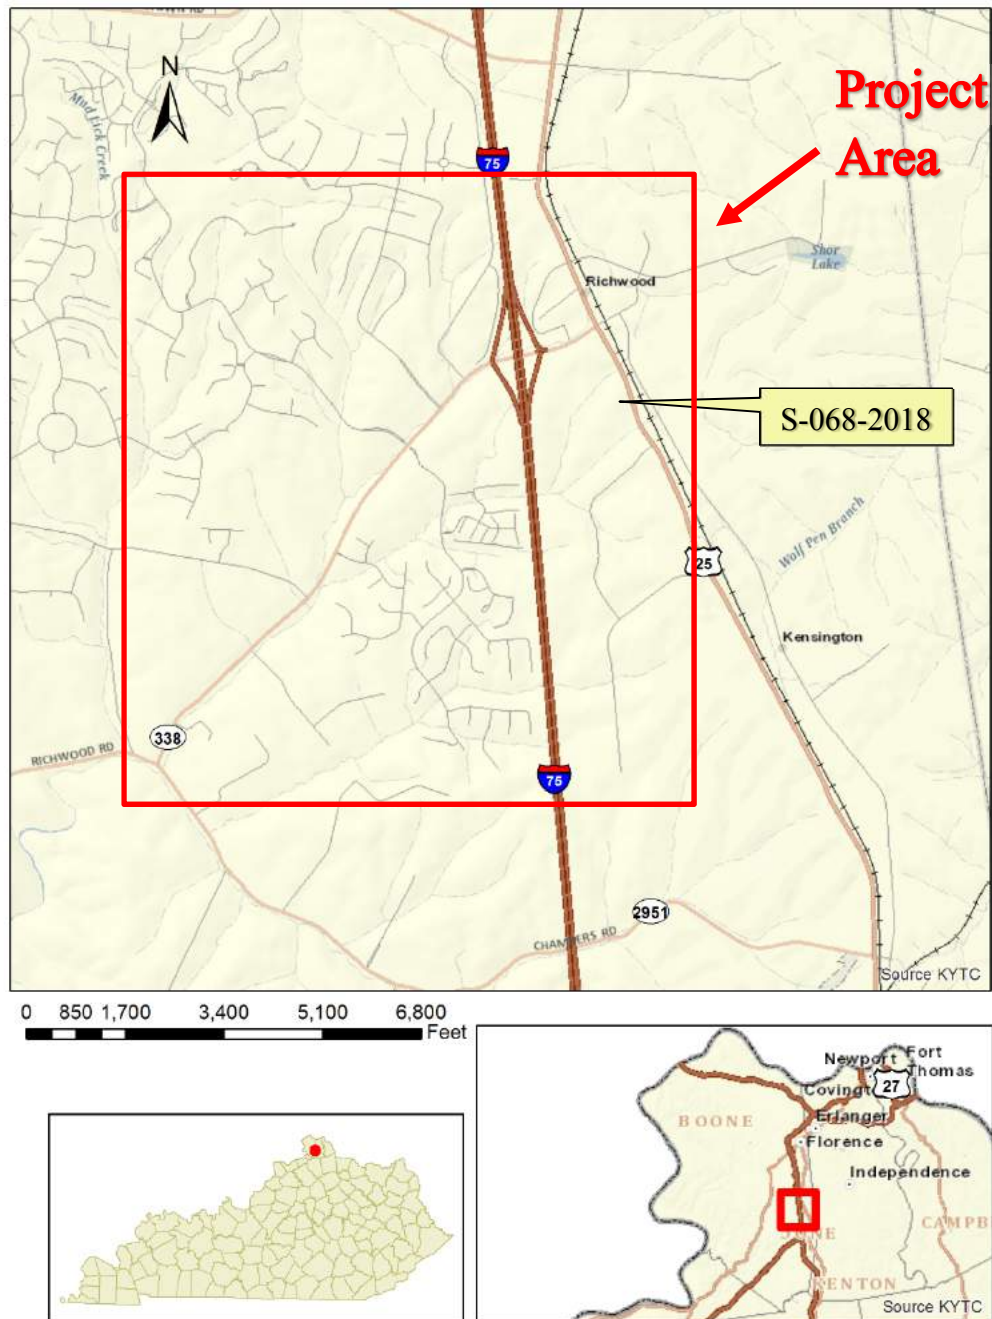 RD
N
Mud Lick Creek
75
Project
Area
Shor
Lake
Richwood
S-068-2018
Wolf Pen Branch
25
Kensington
338
RICHWOOD RD
75
2951
CHAMBERS RD
Source KYTC
0 850 1,700 3,400 5,100 6,800
Feet
Newport Fort
Thomas
27
Covingt
BOONE
Erlanger
Florence
Independence
CAMPB
KENTON
Source KYTC